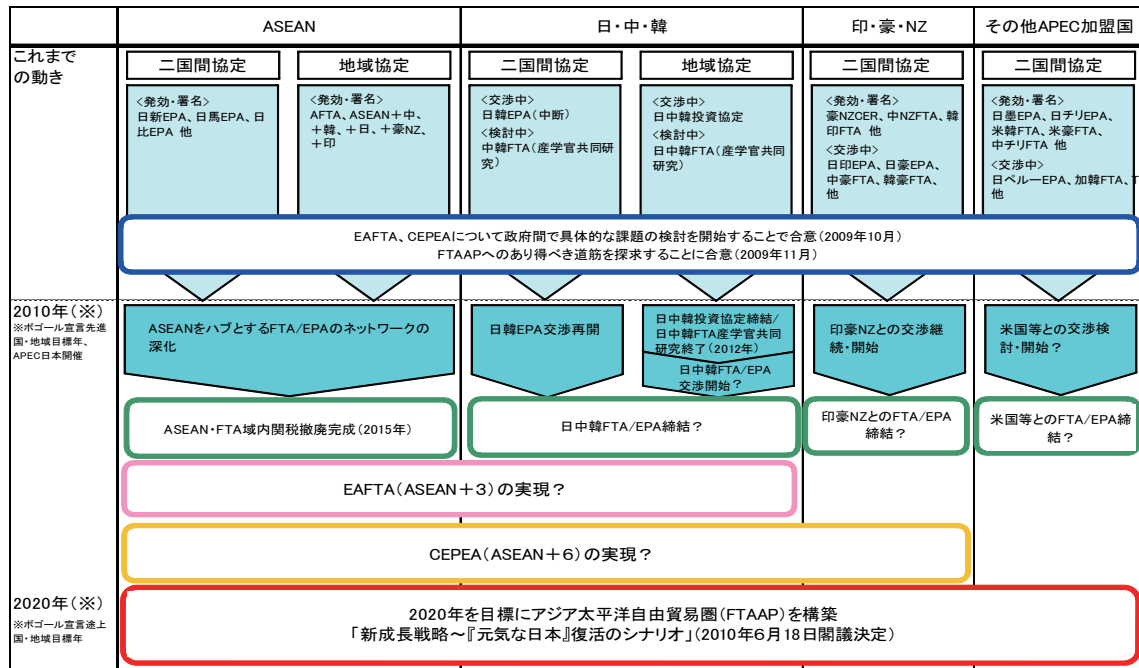 ASEAN
日・中・韓
印・豪・NZ
その他APEC加盟国
これまで
の動き
二国間協定
地域協定
二国間協定
地域協定
二国間協定
二国間協定
<発効・署名>
日新EPA、日馬EPA、日
比EPA 他
<発効・署名>
AFTA、ASEAN＋中、
＋韓、＋日、＋豪NZ、
＋印
<交渉中>
日韓EPA(中断)
<検討中>
中韓FTA(産学官共同研
究)
<交渉中>
日中韓投資協定
<検討中>
日中韓FTA(産学官共同
研究)
<発効・署名>
豪NZCER、中NZFTA、韓
印FTA 他
<交渉中>
日印EPA、日豪EPA、
中豪FTA、韓豪FTA、
他
<発効・署名>
日墨EPA、日チリEPA、
米韓FTA、米豪FTA、
中チリFTA 他
<交渉中>
日ペルーEPA、加韓FTA、T
他
EAFTA、CEPEAについて政府間で具体的な課題の検討を開始することで合意(2009年10月)
FTAAPへのあり得べき道筋を探求することに合意(2009年11月)
2010年(※)
※ボゴール宣言先進
国・地域目標年、
APEC日本開催
ASEANをハブとするFTA/EPAのネットワークの
深化
日韓EPA交渉再開
日中韓投資協定締結/
日中韓FTA産学官共同
研究終了(2012年)
日中韓FTA/EPA
交渉開始？
印豪NZとの交渉継
続・開始
米国等との交渉検
討・開始？
ASEAN・FTA域内関税撤廃完成(2015年)
日中韓FTA/EPA締結？
印豪NZとのFTA/EPA
締結？
米国等とのFTA/EPA締
結？
EAFTA(ASEAN＋3)の実現？
CEPEA(ASEAN＋6)の実現？
2020年(※)
※ボゴール宣言途上
国・地域目標年
2020年を目標にアジア太平洋自由貿易圏(FTAAP)を構築
「新成長戦略～『元気な日本』復活のシナリオ」(2010年6月18日閣議決定)